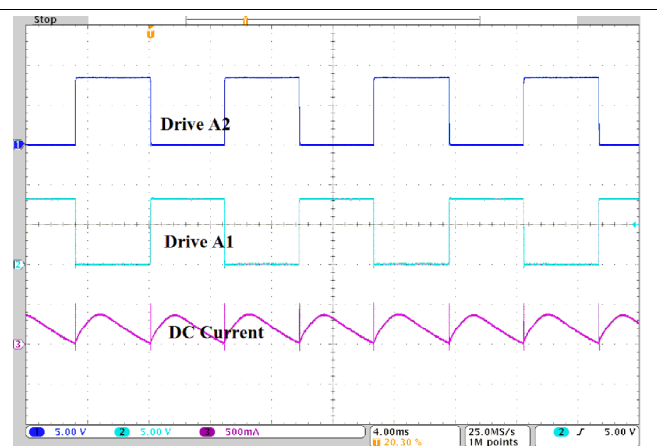 Stop
T
1
Drive A2
2
Drive A1
3
DC Current
1 5.00 V 2 5.00 V 3 500mA 4.00ms 25.0MS/s 2 5.00 V
T 20.30 % 1M points